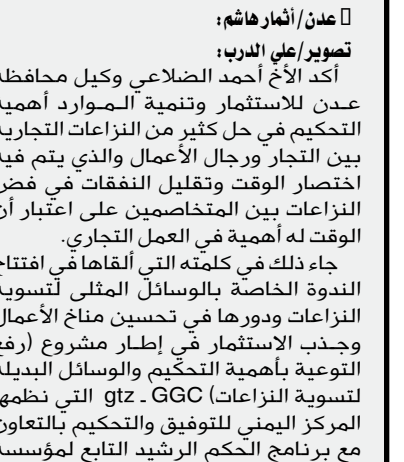 عدن/أثمار هاشم:
تصوير/علي الدرب:
أكد الأخ أحمد الضلاعي وكيل محافظة
عـدن للاستثمار وتنمية الـمـوارد أهمية
التحكيم في حل كثير من النزاعات التجارية
بين التجار ورجال الأعمال والذي يتم فيه
اختصار الوقت وتقليل النفقات في فض
النزاعات بين المتخاصمين على اعتبار أن
الوقت له أهمية في العمل التجاري.
جاء ذلك في كلمته التي ألقاها في افتتاح
الندوة الخاصة بالوسائل المثلى لتسوية
النزاعات ودورها في تحسين مناخ الأعمال
وجـذب الاستثمار في إطـار مشروع (رفع
التوعية بأهمية التحكيم والوسائل البديلة
لتسوية النزاعات) GGC ـ gtz التي نظمها
المركز اليمني للتوفيق والتحكيم بالتعاون
مع برنامج الحكم الرشيد التابع لمؤسسة